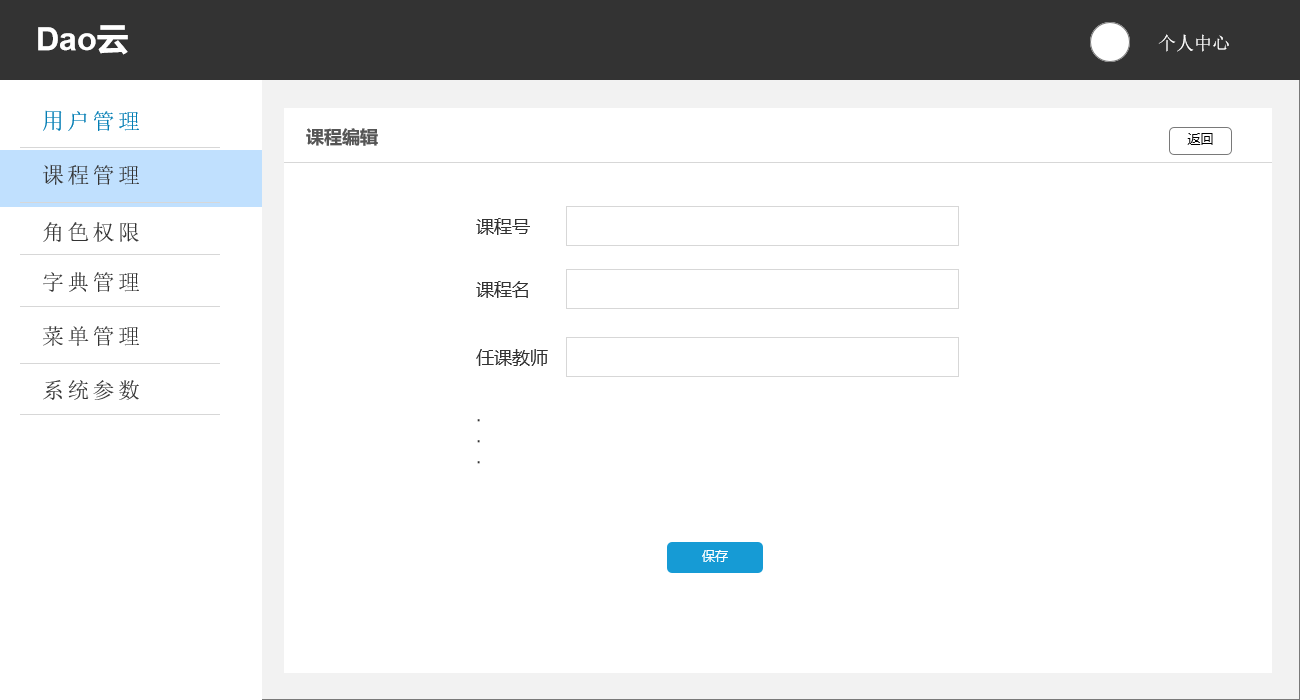 Dao云
个人中心
用户管理
课程管理
角色权限
字典管理
菜单管理
系统参数
课程编辑
返回
课程号
课程名
任课教师
.
.
.
保存